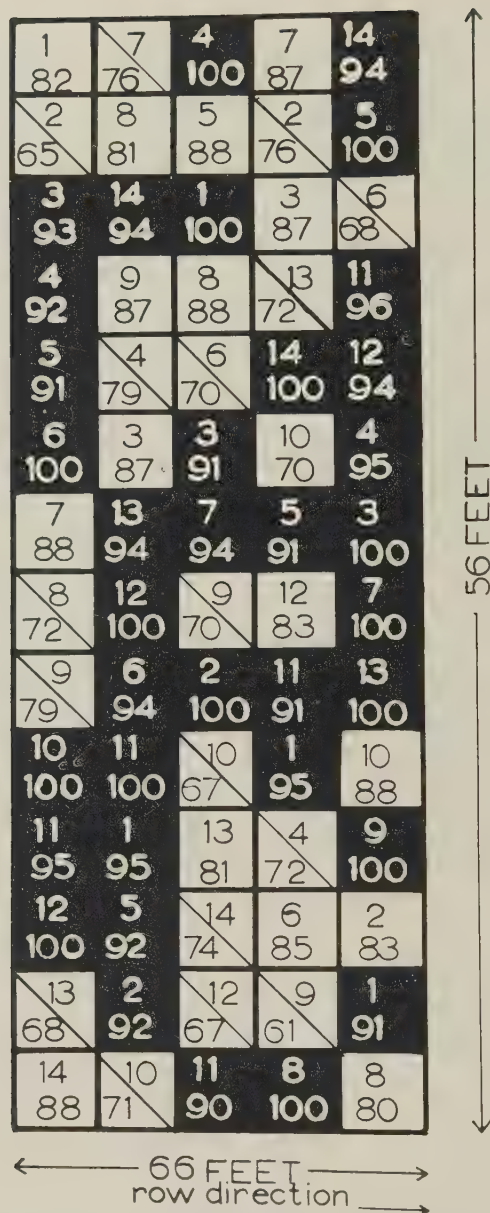 1 7 4 7 14
82 76 100 87 94
2 8 5 2 5
65 81 88 76 100
3 14 1 3 6
93 94 100 87 68
4 9 8 13 11
92 87 88 72 96
5 4 6 14 12
91 79 70 100 94
6 3 3 10 4
100 87 91 70 95
7 13 7 5 3
88 94 94 91 100
8 12 9 12 7
72 100 70 83 100
9 6 2 11 13
79 94 100 91 100
10 11 10 1 10
100 100 67 95 88
11 1 13 4 9
95 95 81 72 100
12 5 14 6 2
100 92 74 85 83
13 2 12 9 1
68 92 67 61 91
14 10 11 8 8
88 71 90 100 80
56 FEET
66 FEET
row direction